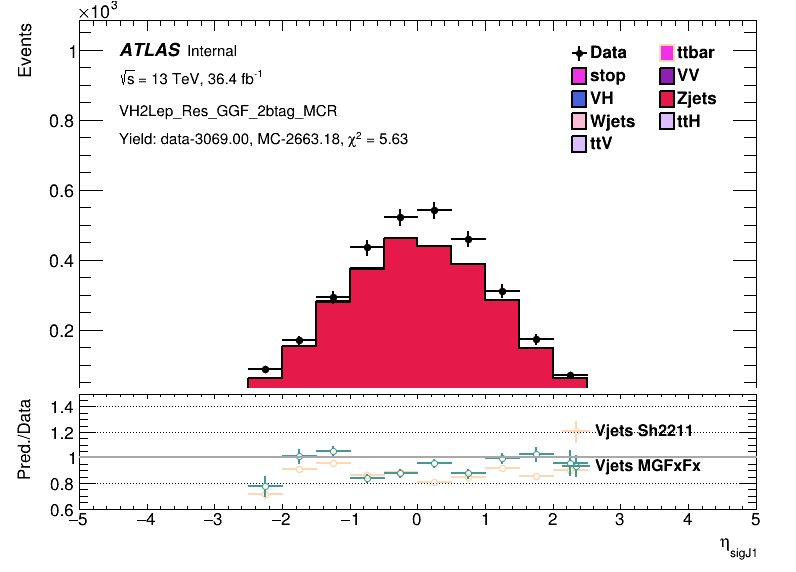 ×10³
Events
ATLAS Internal
√s = 13 TeV, 36.4 fb⁻¹
VH2Lep_Res_GGF_2btag_MCR
Yield: data-3069.00, MC-2663.18, χ² = 5.63
Data
ttbar
stop
VV
VH
Zjets
Wjets
ttH
ttV
1
0.8
0.6
0.4
0.2
Pred./Data
1.4
1.2
1
0.8
0.6
Vjets Sh2211
Vjets MGFxFx
−5 −4 −3 −2 −1 0 1 2 3 4 5
η_sigJ1